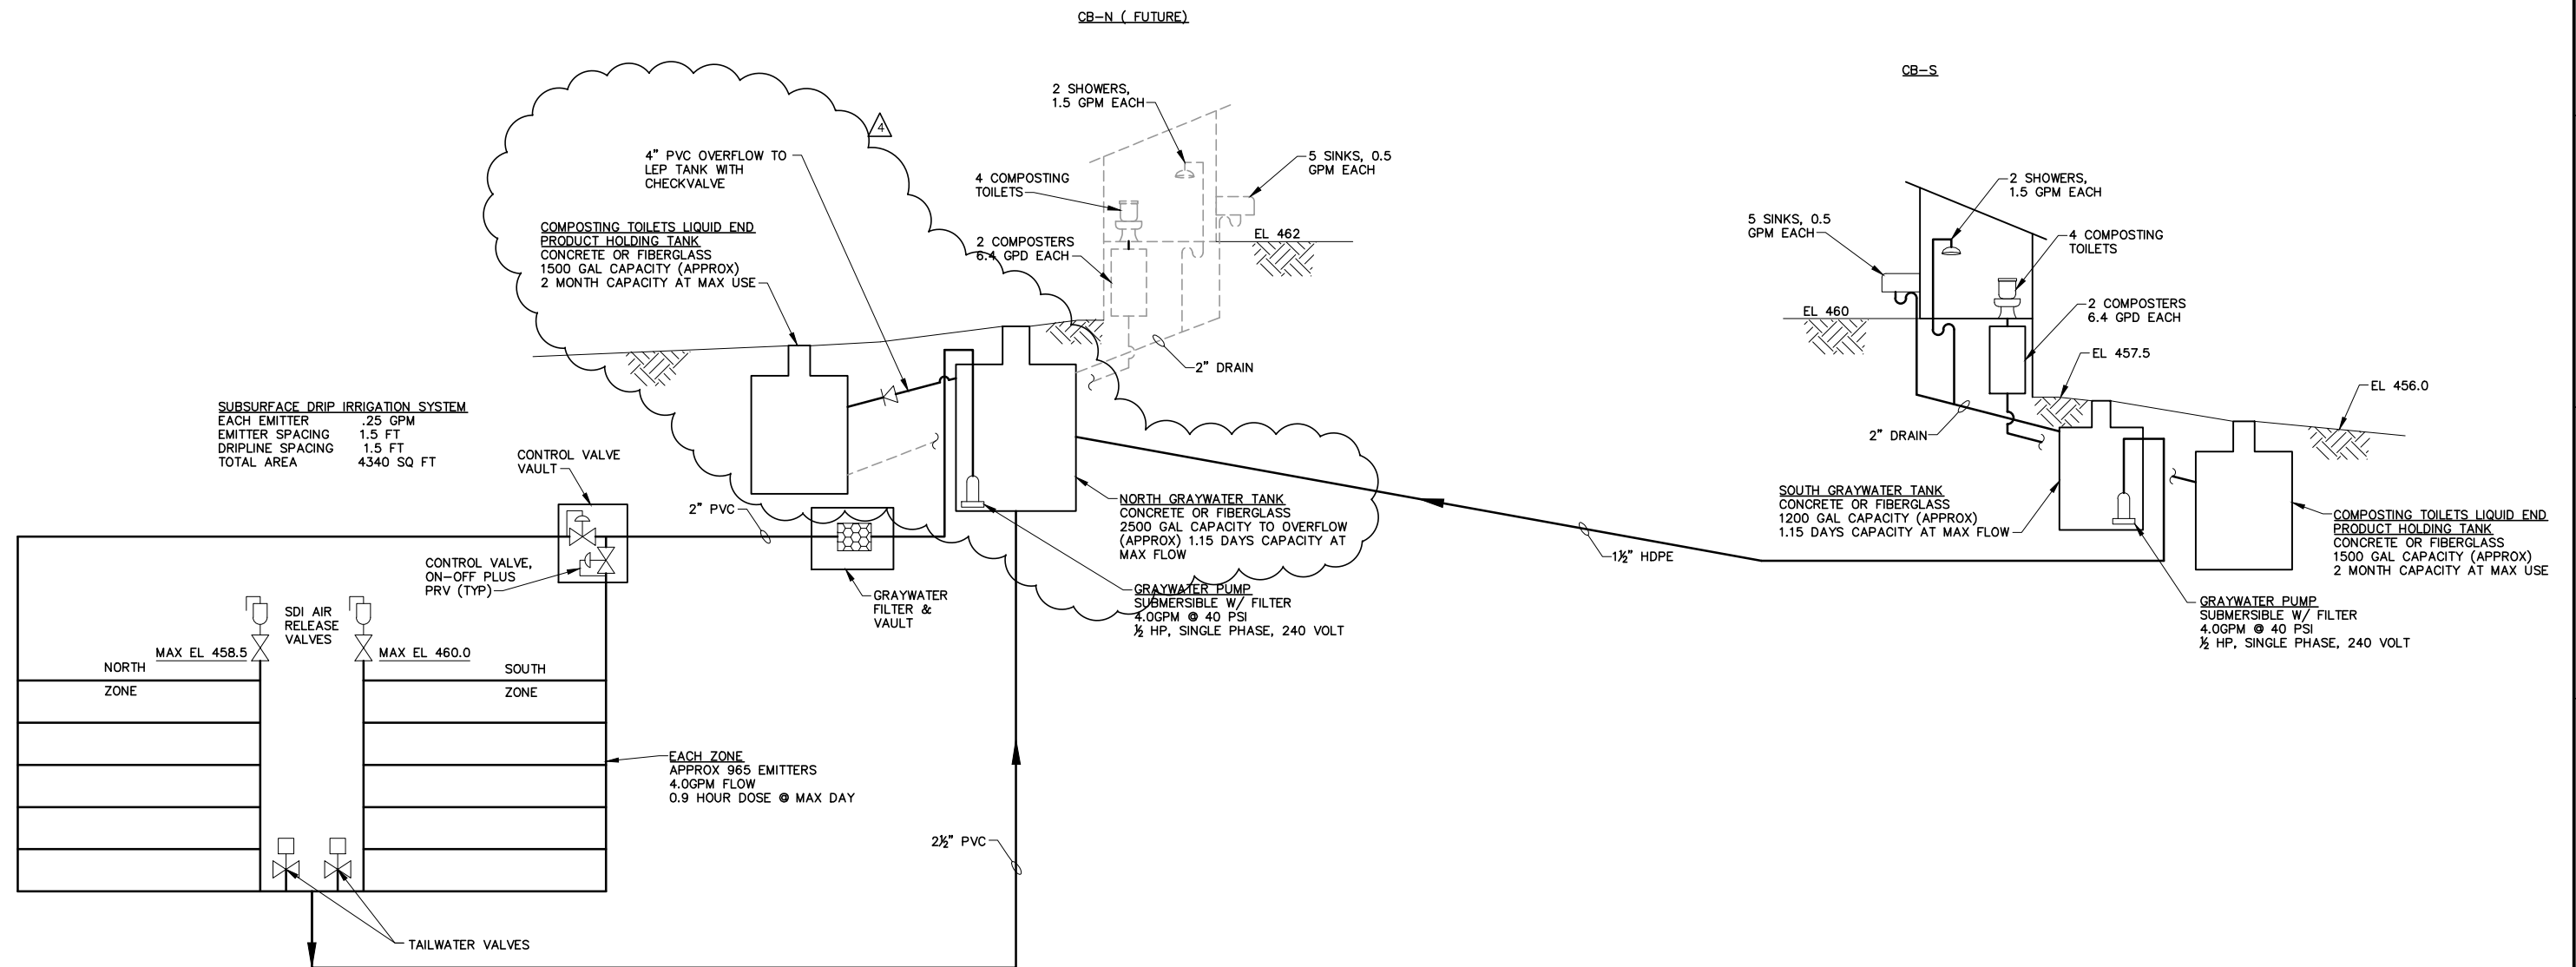 CB-N ( FUTURE)
CB-S
2 SHOWERS,
1.5 GPM EACH
4
4" PVC OVERFLOW TO
LEP TANK WITH
CHECKVALVE
4 COMPOSTING
TOILETS
5 SINKS, 0.5
GPM EACH
COMPOSTING TOILETS LIQUID END
PRODUCT HOLDING TANK
CONCRETE OR FIBERGLASS
1500 GAL CAPACITY (APPROX)
2 MONTH CAPACITY AT MAX USE
2 COMPOSTERS
6.4 GPD EACH
EL 462
2" DRAIN
2 SHOWERS,
1.5 GPM EACH
5 SINKS, 0.5
GPM EACH
4 COMPOSTING
TOILETS
EL 460
2 COMPOSTERS
6.4 GPD EACH
EL 457.5
EL 456.0
2" DRAIN
SUBSURFACE DRIP IRRIGATION SYSTEM
EACH EMITTER .25 GPM
EMITTER SPACING 1.5 FT
DRIPLINE SPACING 1.5 FT
TOTAL AREA 4340 SQ FT
CONTROL VALVE
VAULT
2" PVC
NORTH GRAYWATER TANK
CONCRETE OR FIBERGLASS
2500 GAL CAPACITY TO OVERFLOW
(APPROX) 1.15 DAYS CAPACITY AT
MAX FLOW
SOUTH GRAYWATER TANK
CONCRETE OR FIBERGLASS
1200 GAL CAPACITY (APPROX)
1.15 DAYS CAPACITY AT MAX FLOW
COMPOSTING TOILETS LIQUID END
PRODUCT HOLDING TANK
CONCRETE OR FIBERGLASS
1500 GAL CAPACITY (APPROX)
2 MONTH CAPACITY AT MAX USE
1½" HDPE
CONTROL VALVE,
ON-OFF PLUS
PRV (TYP)
GRAYWATER
FILTER &
VAULT
GRAYWATER PUMP
SUBMERSIBLE W/ FILTER
4.0GPM @ 40 PSI
½ HP, SINGLE PHASE, 240 VOLT
GRAYWATER PUMP
SUBMERSIBLE W/ FILTER
4.0GPM @ 40 PSI
½ HP, SINGLE PHASE, 240 VOLT
SDI AIR
RELEASE
VALVES
MAX EL 458.5
MAX EL 460.0
NORTH
ZONE
SOUTH
ZONE
EACH ZONE
APPROX 965 EMITTERS
4.0GPM FLOW
0.9 HOUR DOSE @ MAX DAY
2½" PVC
TAILWATER VALVES